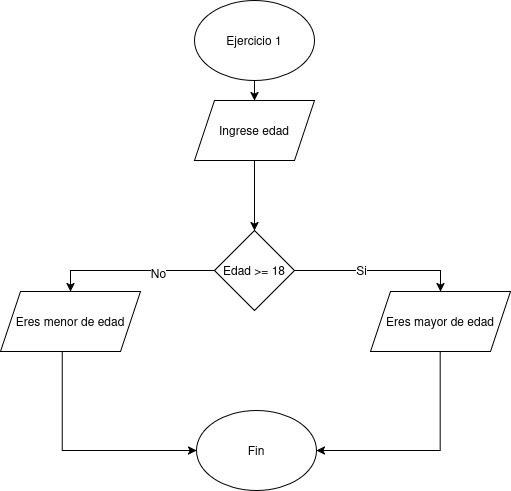 Ejercicio 1
Ingrese edad
Edad >= 18
No
Si
Eres menor de edad
Eres mayor de edad
Fin